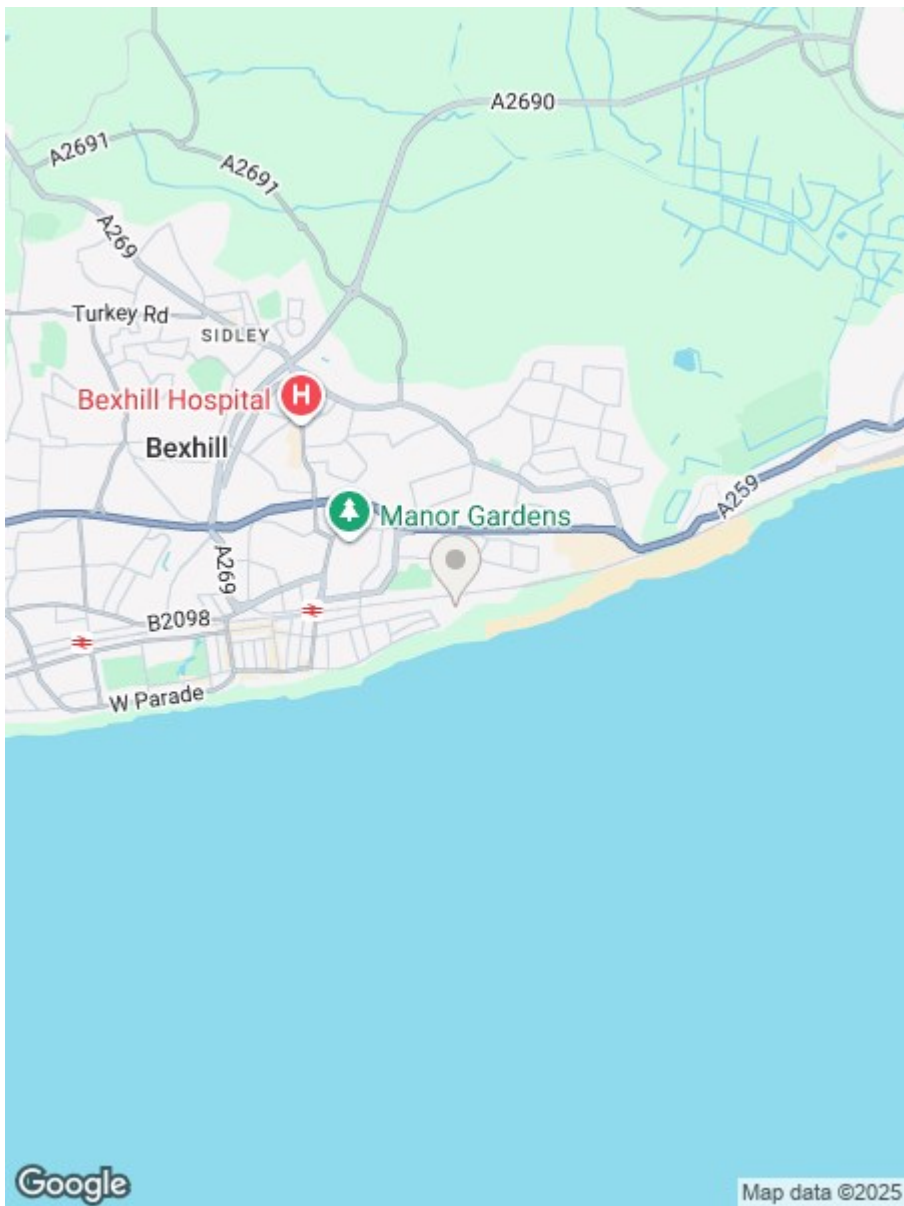 A2690
A2691
A2691
A269
Turkey Rd
SIDLEY
Bexhill Hospital
H
Bexhill
A259
Manor Gardens
A269
B2098
W Parade
Google
Map data ©2025